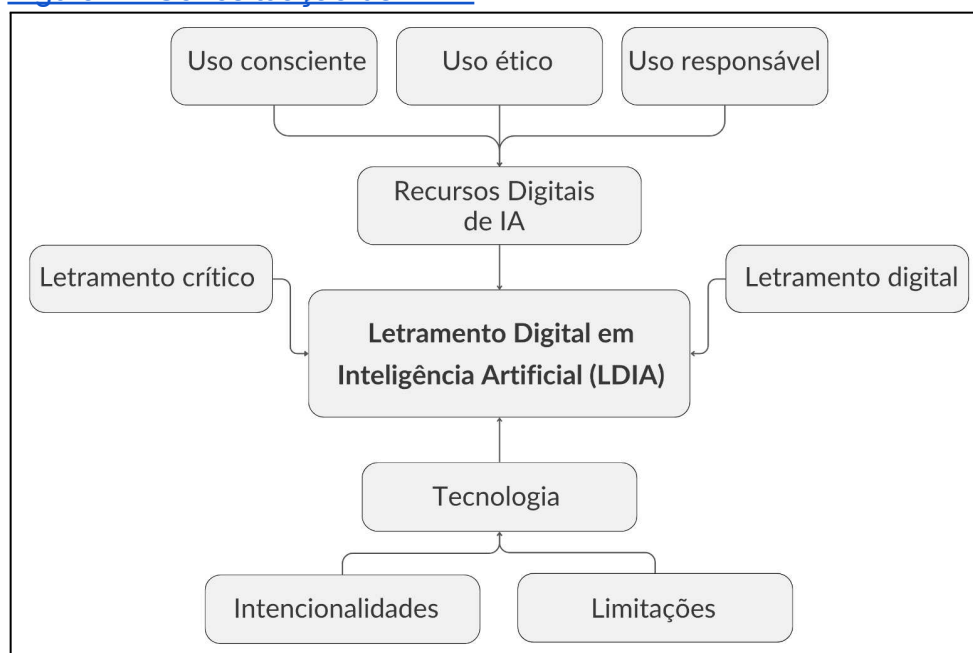 Uso consciente
Uso ético
Uso responsável
Recursos Digitais
de IA
Letramento crítico
Letramento digital
Letramento Digital em
Inteligência Artificial (LDIA)
Tecnologia
Intencionalidades
Limitações